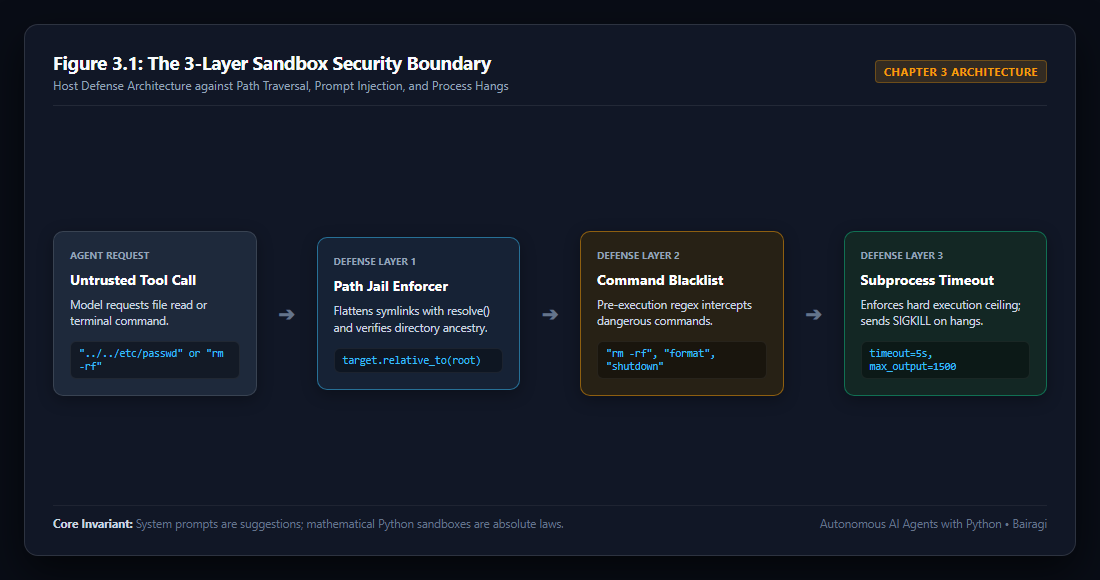 Figure 3.1: The 3-Layer Sandbox Security Boundary
Host Defense Architecture against Path Traversal, Prompt Injection, and Process Hangs
CHAPTER 3 ARCHITECTURE
AGENT REQUEST
Untrusted Tool Call
Model requests file read or
terminal command.
"../../etc/passwd" or "rm
-rf"
➔
DEFENSE LAYER 1
Path Jail Enforcer
Flattens symlinks with resolve()
and verifies directory ancestry.
target.relative_to(root)
➔
DEFENSE LAYER 2
Command Blacklist
Pre-execution regex intercepts
dangerous commands.
"rm -rf", "format",
"shutdown"
➔
DEFENSE LAYER 3
Subprocess Timeout
Enforces hard execution ceiling;
sends SIGKILL on hangs.
timeout=5s,
max_output=1500
Core Invariant: System prompts are suggestions; mathematical Python sandboxes are absolute laws.
Autonomous AI Agents with Python • Bairagi